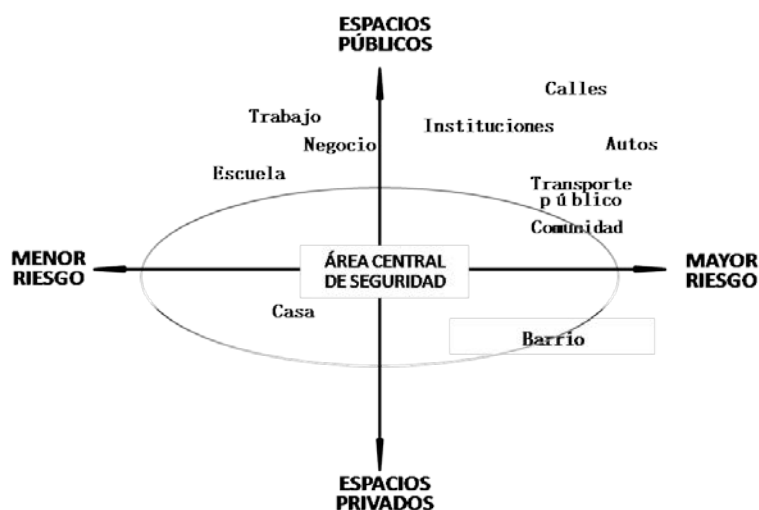 ESPACIOS
PÚBLICOS
Calles
Trabajo
Instituciones
Negocio
Autos
Escuela
Transporte
público
Comunidad
MENOR
RIESGO
ÁREA CENTRAL
DE SEGURIDAD
MAYOR
RIESGO
Casa
Barrio
ESPACIOS
PRIVADOS